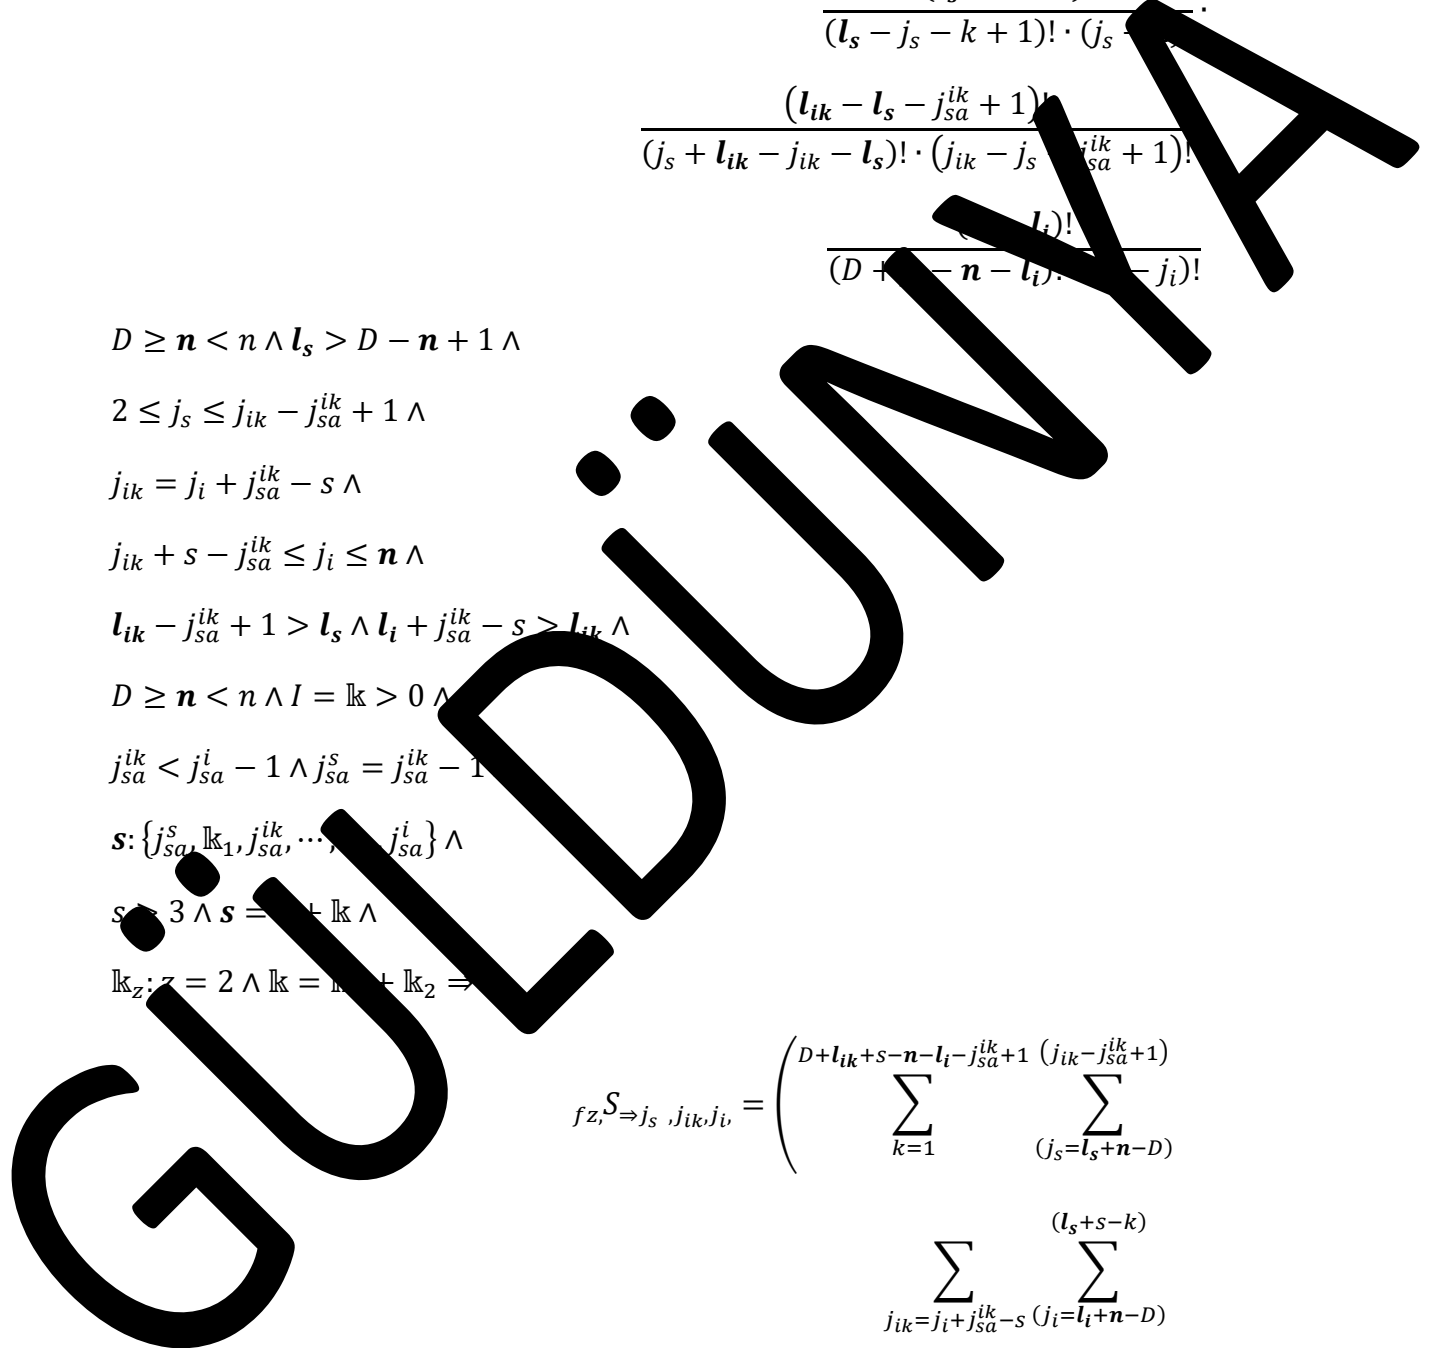 (l_s − j_s − k + 1)! · (j_s
(l_ik − l_s − j_sa^ik + 1)!
(j_s + l_ik − j_ik − l_s)! · (j_ik − j_s j_sa^ik + 1)!
l_i)!
(D + − n − l_i)! − j_i)!
D ≥ n < n ∧ l_s > D − n + 1 ∧
2 ≤ j_s ≤ j_ik − j_sa^ik + 1 ∧
j_ik = j_i + j_sa^ik − s ∧
j_ik + s − j_sa^ik ≤ j_i ≤ n ∧
l_ik − j_sa^ik + 1 > l_s ∧ l_i + j_sa^ik − s > l_ik ∧
D ≥ n < n ∧ I = 𝕜 > 0 ∧
j_sa^ik < j_sa^i − 1 ∧ j_sa^s = j_sa^ik − 1
s: {j_sa^s, 𝕜_1, j_sa^ik, ⋯, j_sa^i} ∧
s > 3 ∧ s = + 𝕜 ∧
𝕜_z: z = 2 ∧ 𝕜 = + 𝕜_2 ⇒
D+l_ik+s−n−l_i−j_sa^ik+1 (j_ik−j_sa^ik+1)
fz,S_⇒j_s ,j_ik,j_i, = ( ∑ ∑
k=1 (j_s=l_s+n−D)
(l_s+s−k)
∑ ∑
j_ik=j_i+j_sa^ik−s (j_i=l_i+n−D)
GÜLDÜNYA